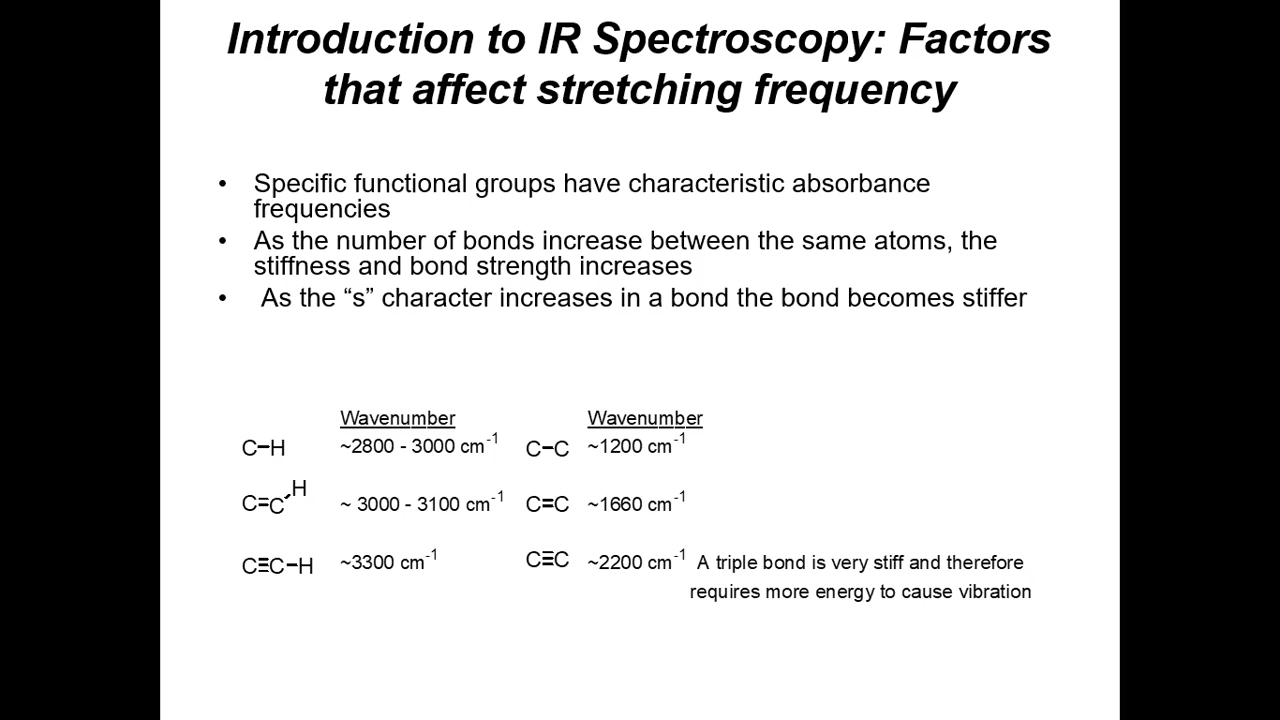 Introduction to IR Spectroscopy: Factors
that affect stretching frequency
• Specific functional groups have characteristic absorbance
frequencies
• As the number of bonds increase between the same atoms, the
stiffness and bond strength increases
• As the “s” character increases in a bond the bond becomes stiffer
Wavenumber Wavenumber
C–H ~2800 - 3000 cm⁻¹ C–C ~1200 cm⁻¹
C=C–H ~ 3000 - 3100 cm⁻¹ C=C ~1660 cm⁻¹
C≡C–H ~3300 cm⁻¹ C≡C ~2200 cm⁻¹ A triple bond is very stiff and therefore
requires more energy to cause vibration